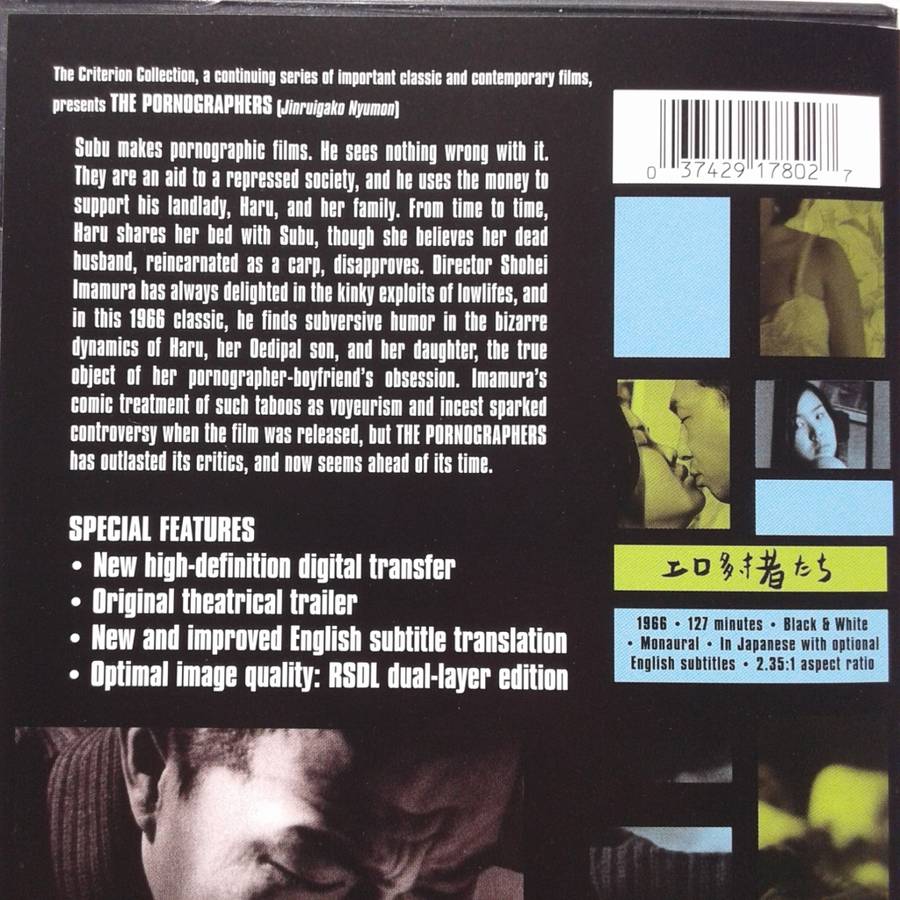 The Criterion Collection, a continuing series of important classic and contemporary films,
presents THE PORNOGRAPHERS (Jinruigako Nyumon)
Subu makes pornographic films. He sees nothing wrong with it.
They are an aid to a repressed society, and he uses the money to
support his landlady, Haru, and her family. From time to time,
Haru shares her bed with Subu, though she believes her dead
husband, reincarnated as a carp, disapproves. Director Shohei
Imamura has always delighted in the kinky exploits of lowlifes, and
in this 1966 classic, he finds subversive humor in the bizarre
dynamics of Haru, her Oedipal son, and her daughter, the true
object of her pornographer-boyfriend's obsession. Imamura's
comic treatment of such taboos as voyeurism and incest sparked
controversy when the film was released, but THE PORNOGRAPHERS
has outlasted its critics, and now seems ahead of its time.
SPECIAL FEATURES
• New high-definition digital transfer
• Original theatrical trailer
• New and improved English subtitle translation
• Optimal image quality: RSDL dual-layer edition
0 37429 17802 7
エロ事師たち
1966 • 127 minutes • Black & White
• Monaural • In Japanese with optional
English subtitles • 2.35:1 aspect ratio